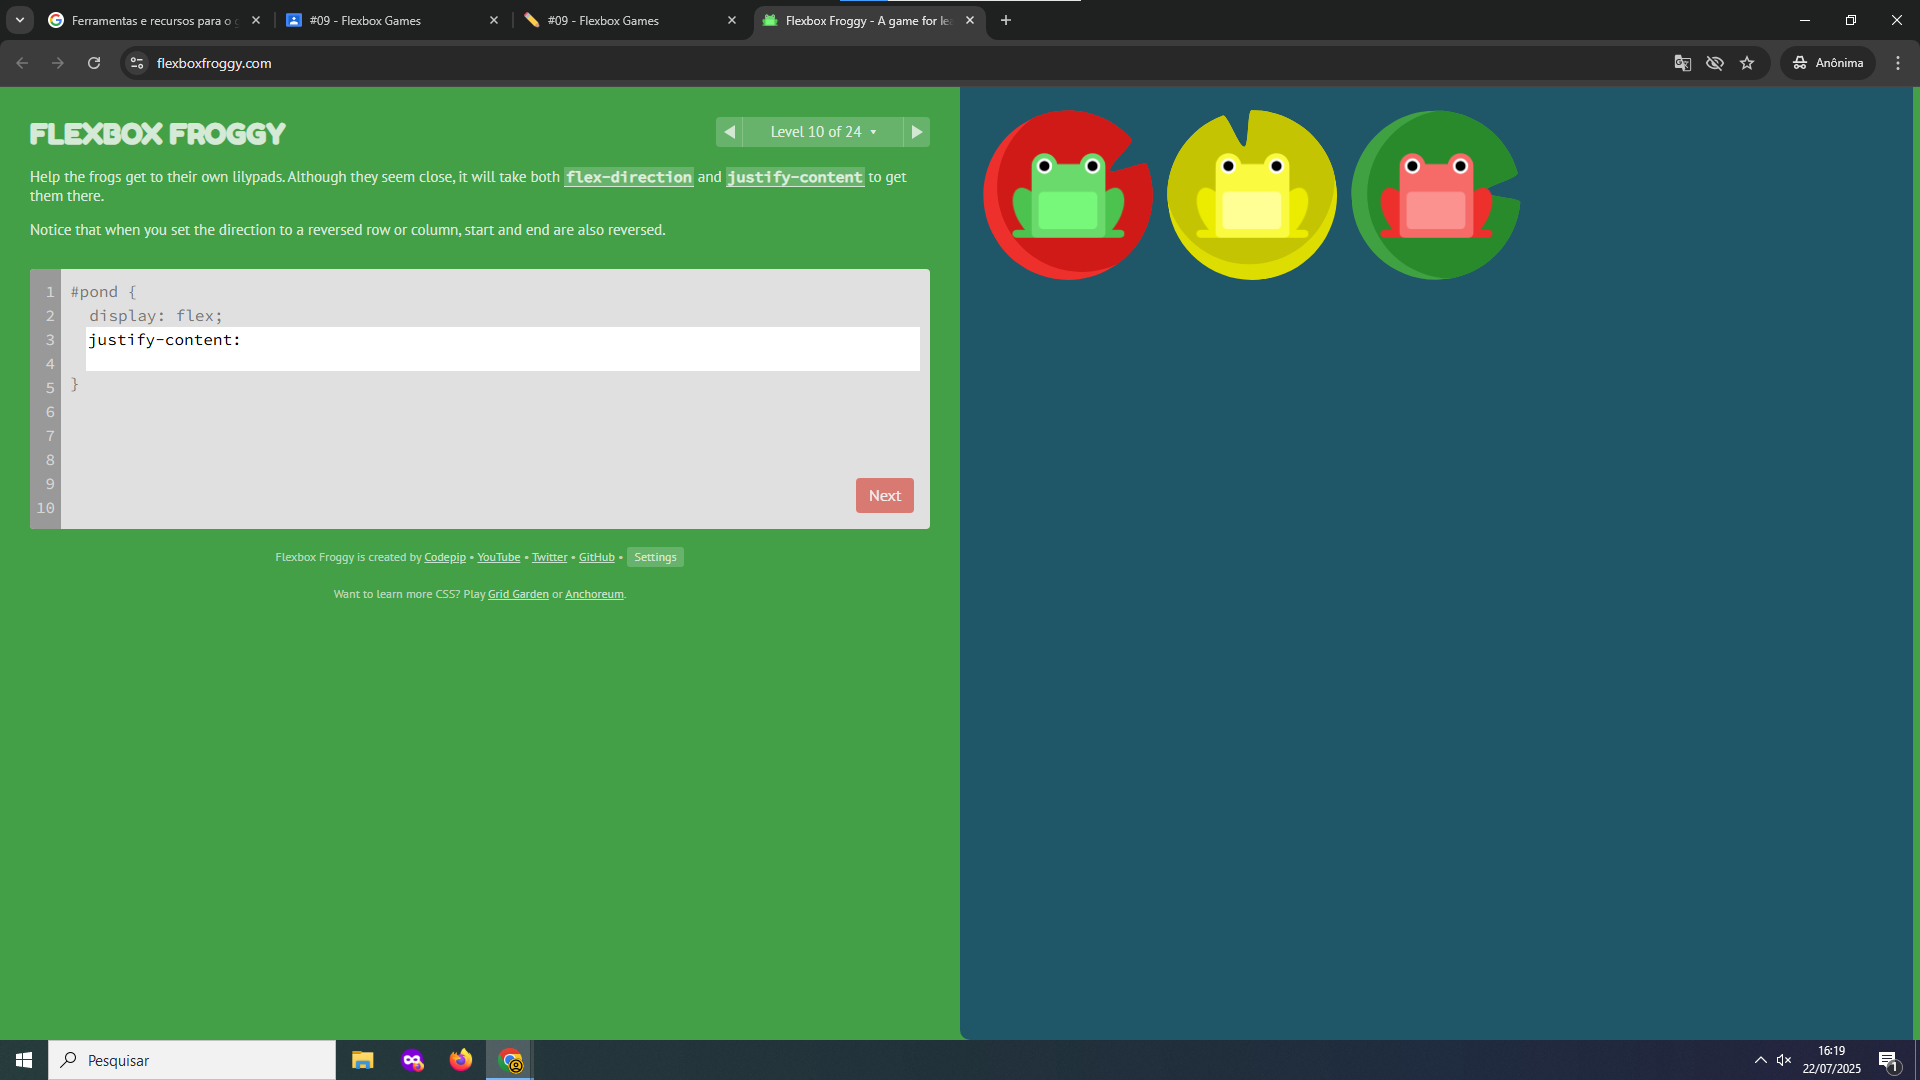 Ferramentas e recursos para o g
#09 - Flexbox Games
#09 - Flexbox Games
Flexbox Froggy - A game for lea
flexboxfroggy.com
Anônima
FLEXBOX FROGGY
Level 10 of 24
Help the frogs get to their own lilypads. Although they seem close, it will take both flex-direction and justify-content to get
them there.
Notice that when you set the direction to a reversed row or column, start and end are also reversed.
1 #pond {
2 display: flex;
3 justify-content:
4
5 }
6
7
8
9
10
Next
Flexbox Froggy is created by Codepip • YouTube • Twitter • GitHub • Settings
Want to learn more CSS? Play Grid Garden or Anchoreum.
Pesquisar
16:19
22/07/2025
1